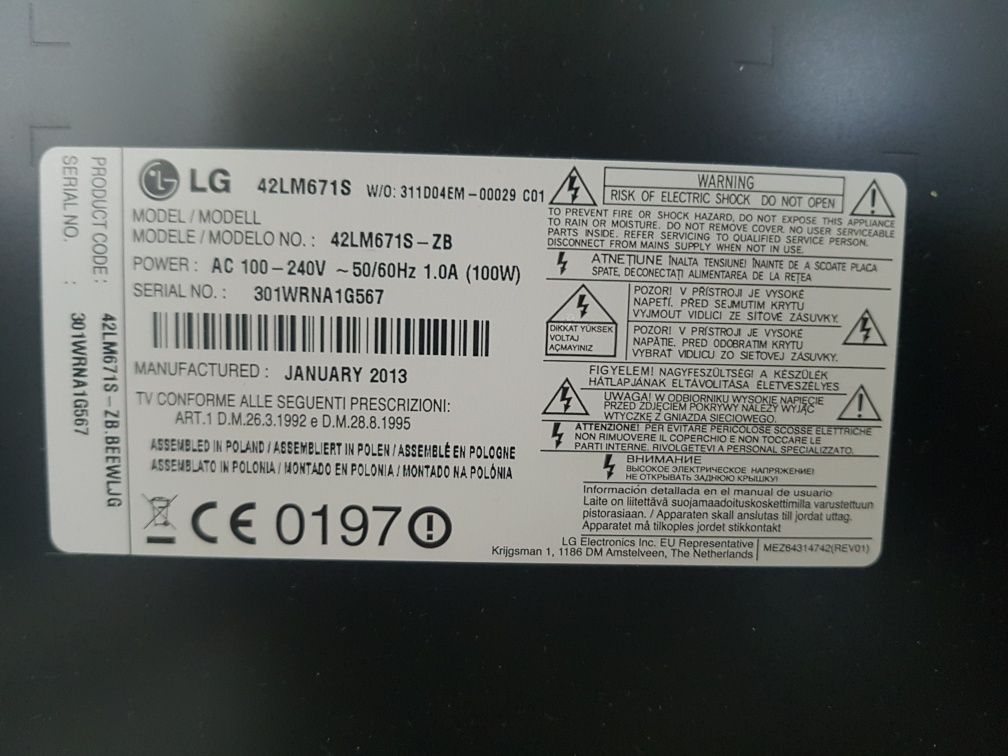 PRODUCT CODE : 42LM671S-ZB.BEEWLJG
SERIAL NO. : 301WRNA1G567
LG 42LM671S W/O: 311D04EM-00029 C01
MODEL / MODELL
MODELE / MODELO NO. : 42LM671S-ZB
POWER : AC 100-240V ~50/60Hz 1.0A (100W)
SERIAL NO. : 301WRNA1G567
MANUFACTURED : JANUARY 2013
TV CONFORME ALLE SEGUENTI PRESCRIZIONI:
ART.1 D.M.26.3.1992 e D.M.28.8.1995
ASSEMBLED IN POLAND / ASSEMBLIERT IN POLEN / ASSEMBLÉ EN POLOGNE
ASSEMBLATO IN POLONIA / MONTADO EN POLONIA / MONTADO NA POLÓNIA
CE 0197
WARNING
RISK OF ELECTRIC SHOCK DO NOT OPEN
TO PREVENT FIRE OR SHOCK HAZARD, DO NOT EXPOSE THIS APPLIANCE
TO RAIN OR MOISTURE. DO NOT REMOVE COVER. NO USER SERVICEABLE
PARTS INSIDE. REFER SERVICING TO QUALIFIED SERVICE PERSON.
DISCONNECT FROM MAINS SUPPLY WHEN NOT IN USE.
ATNEŢIUNE ÎNALTA TENSIUNE! ÎNAINTE DE A SCOATE PLACA
SPATE, DECONECTAŢI ALIMENTAREA DE LA REŢEA
DIKKAT YÜKSEK
VOLTAJ
AÇMAYINIZ
POZOR! V PŘÍSTROJI JE VYSOKÉ
NAPETÍ. PŘED SEJMUTIM KRYTU
VYJMOUT VIDLICI ZE SÍTOVÉ ZÁSUVKY.
POZOR! V PRÍSTROJI JE VYSOKÉ
NAPÄTIE. PRED ODOBRATIM KRYTU
VYBRAT VIDLICU ZO SIEŤOVEJ ZÁSUVKY.
FIGYELEM! NAGYFESZÜLTSÉG! A KÉSZÜLÉK
HÁTLAPJÁNAK ELTÁVOLÍTÁSA ÉLETVESZÉLYES
UWAGA! W ODBIORNIKU WYSOKIE NAPIĘCIE
PRZED ZDJĘCIEM POKRYWY NALEŻY WYJĄĆ
WTYCZKĘ Z GNIAZDA SIECIOWEGO.
ATTENZIONE! PER EVITARE PERICOLOSE SCOSSE ELETTRICHE
NON RIMUOVERE IL COPERCHIO E NON TOCCARE LE
PARTI INTERNE. RIVOLGETEVI A PERSONAL SPECIALIZZATO.
ВНИМАНИЕ
ВЫСОКОЕ ЭЛЕКТРИЧЕСКОЕ НАПРЯЖЕНИЕ!
НЕ ОТКРЫВАТЬ ЗАДНЮЮ КРЫШКУ!
Información detallada en el manual de usuario
Laite on liitettävä suojamaadoituskoskettimilla varustettuun
pistorasiaan. / Apparaten skall anslutas till jordat uttag.
Apparatet må tilkoples jordet stikkontakt
LG Electronics Inc. EU Representative
Krijgsman 1, 1186 DM Amstelveen, The Netherlands
MEZ64314742(REV01)